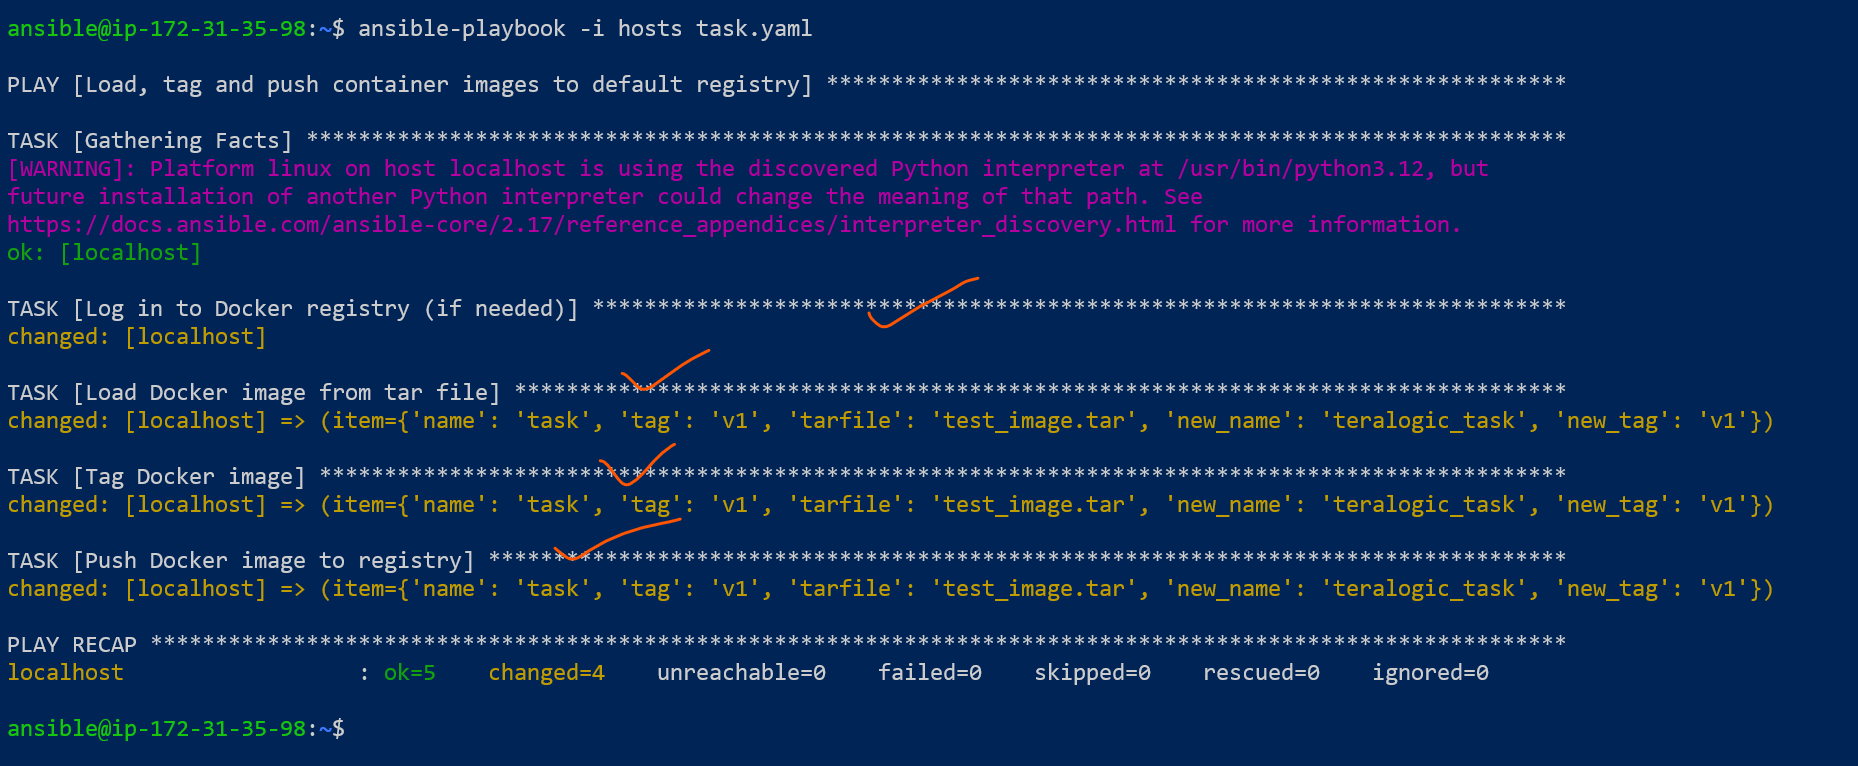 ansible@ip-172-31-35-98:~$ ansible-playbook -i hosts task.yaml
PLAY [Load, tag and push container images to default registry] *********************************************************
TASK [Gathering Facts] *************************************************************************************************
[WARNING]: Platform linux on host localhost is using the discovered Python interpreter at /usr/bin/python3.12, but
future installation of another Python interpreter could change the meaning of that path. See
https://docs.ansible.com/ansible-core/2.17/reference_appendices/interpreter_discovery.html for more information.
ok: [localhost]
TASK [Log in to Docker registry (if needed)] ***************************************************************************
changed: [localhost]
TASK [Load Docker image from tar file] *********************************************************************************
changed: [localhost] => (item={'name': 'task', 'tag': 'v1', 'tarfile': 'test_image.tar', 'new_name': 'teralogic_task', 'new_tag': 'v1'})
TASK [Tag Docker image] ************************************************************************************************
changed: [localhost] => (item={'name': 'task', 'tag': 'v1', 'tarfile': 'test_image.tar', 'new_name': 'teralogic_task', 'new_tag': 'v1'})
TASK [Push Docker image to registry] ***********************************************************************************
changed: [localhost] => (item={'name': 'task', 'tag': 'v1', 'tarfile': 'test_image.tar', 'new_name': 'teralogic_task', 'new_tag': 'v1'})
PLAY RECAP *************************************************************************************************************
localhost                  : ok=5    changed=4    unreachable=0    failed=0    skipped=0    rescued=0    ignored=0
ansible@ip-172-31-35-98:~$